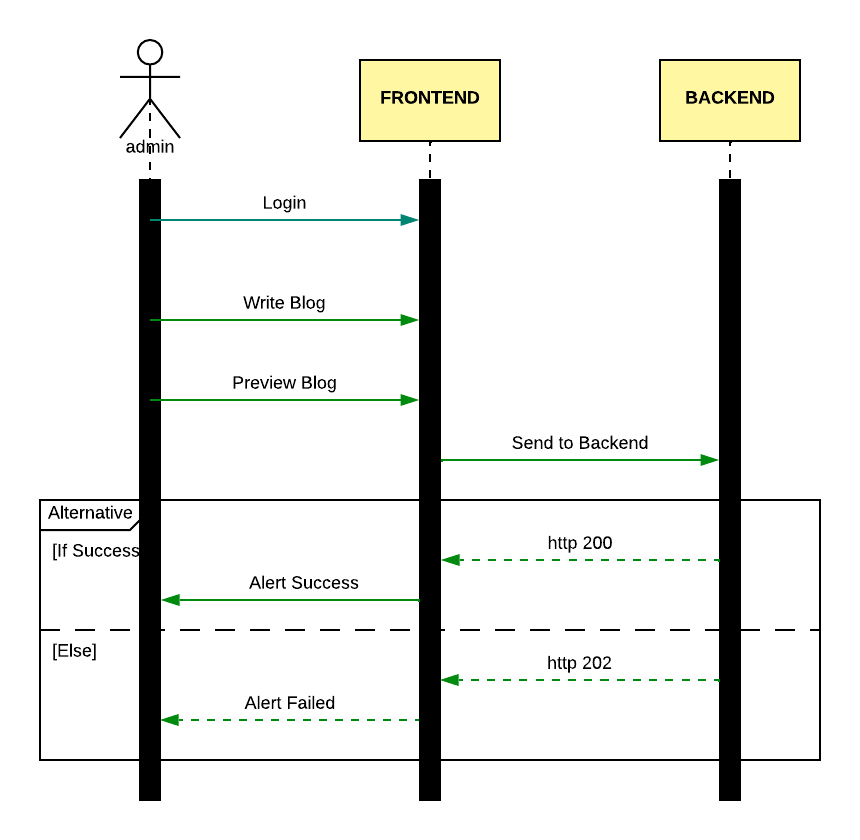 admin
FRONTEND
BACKEND
Login
Write Blog
Preview Blog
Send to Backend
Alternative
[If Success
http 200
Alert Success
[Else]
http 202
Alert Failed